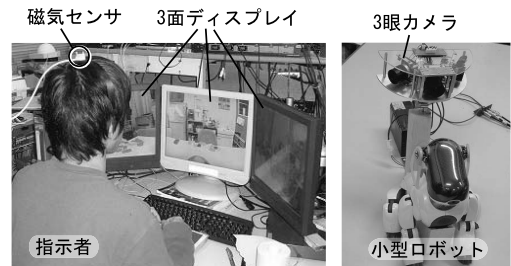 磁気センサ
3面ディスプレイ
3眼カメラ
指示者
小型ロボット